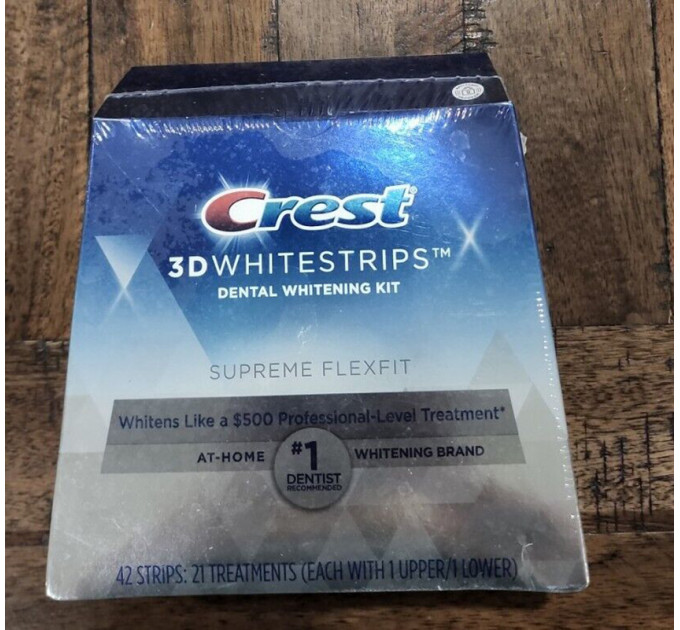 Crest
3DWHITESTRIPS™
DENTAL WHITENING KIT
SUPREME FLEXFIT
Whitens Like a $500 Professional-Level Treatment*
AT-HOME #1 WHITENING BRAND
DENTIST
RECOMMENDED
42 STRIPS: 21 TREATMENTS (EACH WITH 1 UPPER/1 LOWER)